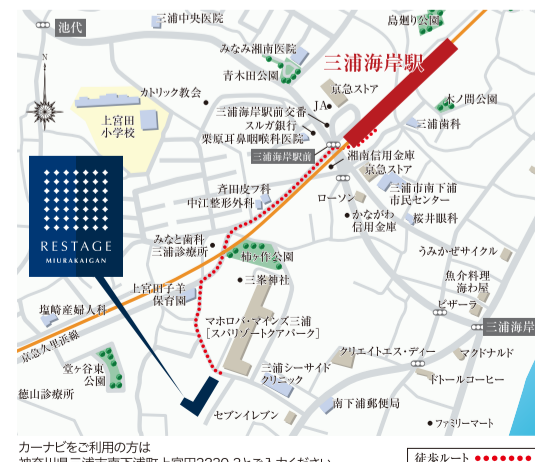 池代
三浦中央医院
島廻り公園
みなみ湘南医院
三浦海岸駅
青木田公園
京急ストア
カトリック教会
JA
木ノ間公園
三浦海岸駅前交番
スルガ銀行
栗原耳鼻咽喉科医院
三浦歯科
上宮田
小学校
三浦海岸駅前
湘南信用金庫
京急ストア
斉田皮フ科
中江整形外科
ローソン
三浦市南下浦
市民センター
かながわ
信用金庫
桜井眼科
RESTAGE
MIURAKAIGAN
みなと歯科
三浦診療所
柿ヶ作公園
うみかぜサイクル
三峯神社
魚介料理
海わ屋
上宮田子羊
保育園
ピザーラ
塩崎産婦人科
マホロバ・マインズ三浦
[スパリゾートクアパーク]
三浦海岸
京急久里浜線
クリエイトエス・ディー
マクドナルド
堂ヶ谷東
公園
三浦シーサイド
クリニック
ドトールコーヒー
徳山診療所
南下浦郵便局
セブンイレブン
ファミリーマート
カーナビをご利用の方は
徒歩ルート